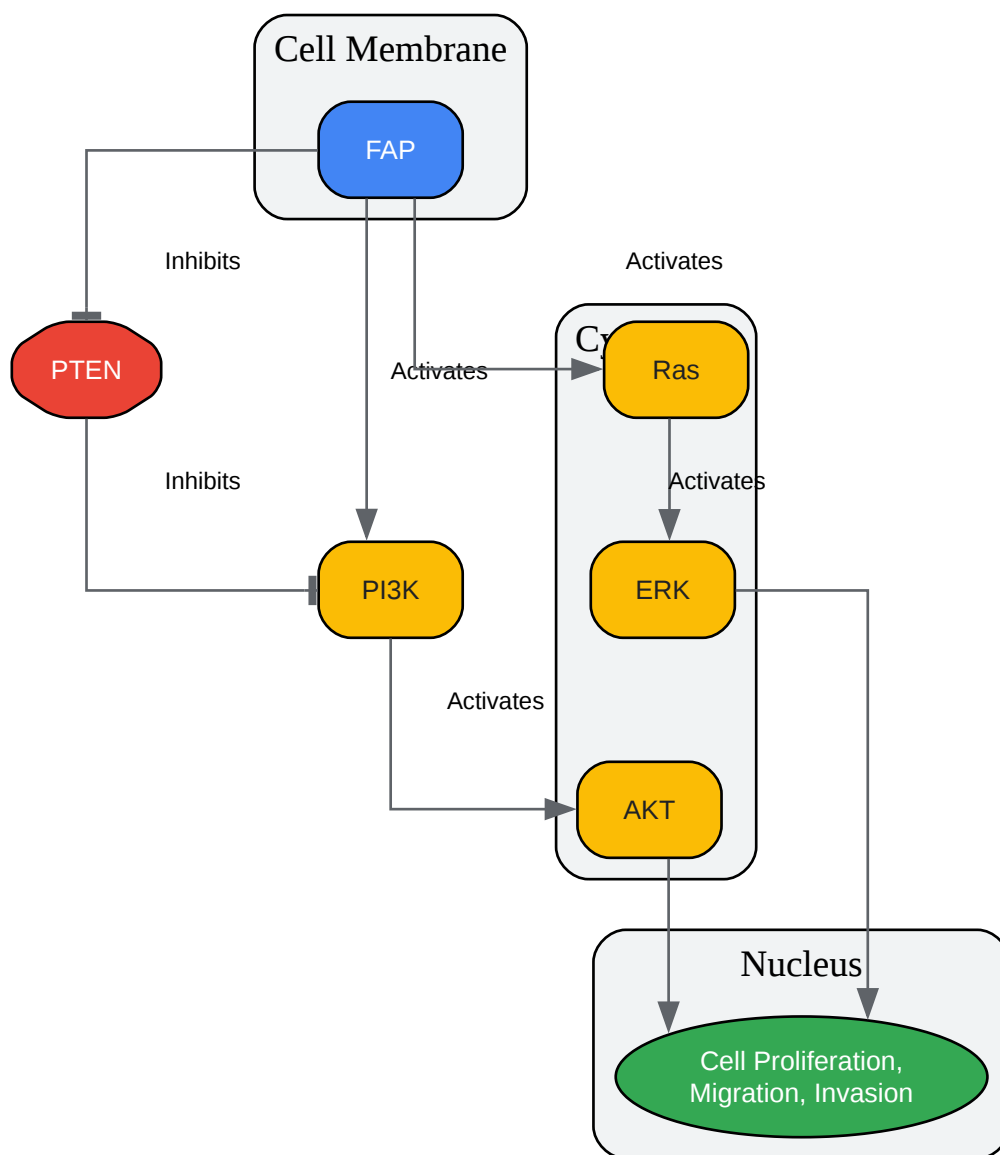 Cell Membrane
FAP
Inhibits
Activates
PTEN
Activates
Ras
Inhibits
Activates
PI3K
ERK
Activates
AKT
Nucleus
Cell Proliferation,
Migration, Invasion